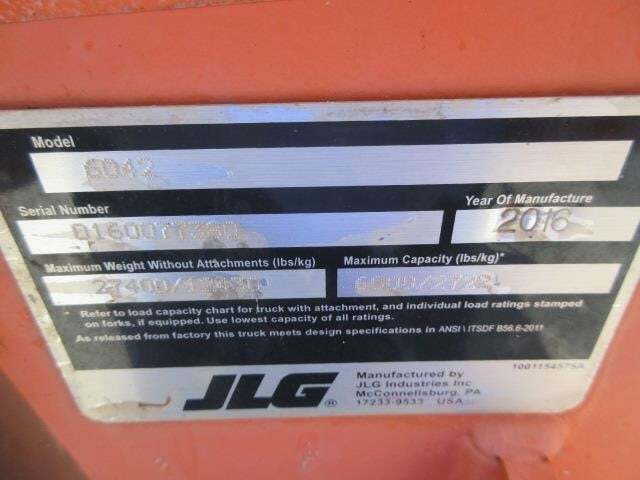 Model
6042
Serial Number
Year Of Manufacture
2016
Maximum Weight Without Attachments (lbs/kg)
Maximum Capacity (lbs/kg)*
* Refer to load capacity chart for truck with attachment, and individual load ratings stamped
on forks, if equipped. Use lowest capacity of all ratings.
As released from factory this truck meets design specifications in ANSI \ ITSDF B56.6-2011
1001154575A
JLG®
Manufactured by
JLG Industries Inc
McConnellsburg, PA
17233-9533 USA